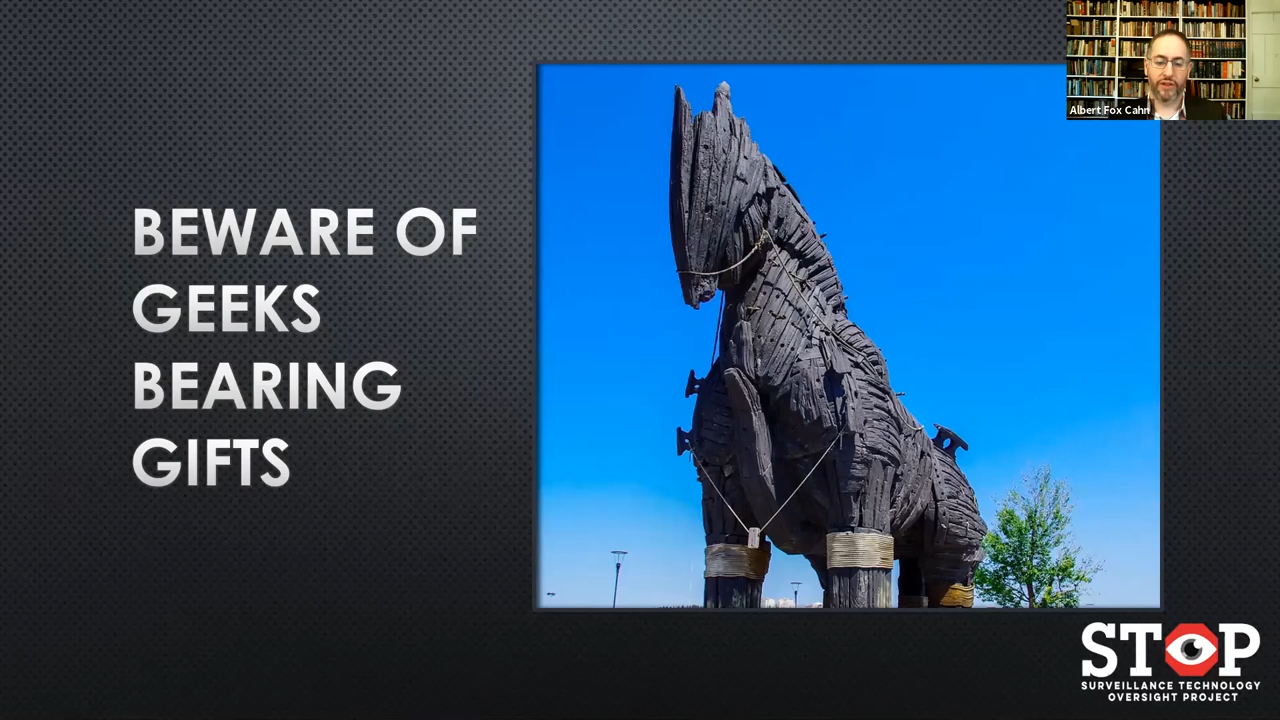 BEWARE OF
GEEKS
BEARING
GIFTS
Albert Fox Cahn
STOP
SURVEILLANCE TECHNOLOGY
OVERSIGHT PROJECT